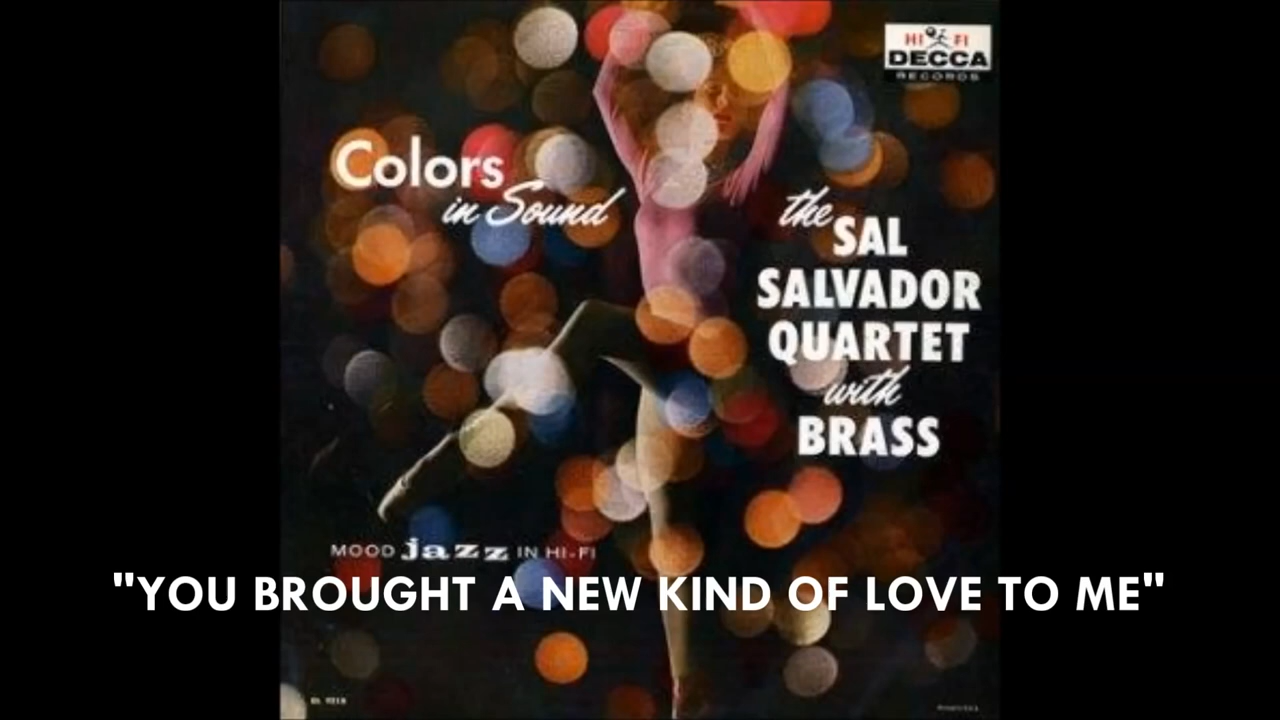 HI FI
DECCA
RECORDS
Colors
in Sound
the
SAL
SALVADOR
QUARTET
with
BRASS
MOOD jazz IN HI-FI
"YOU BROUGHT A NEW KIND OF LOVE TO ME"